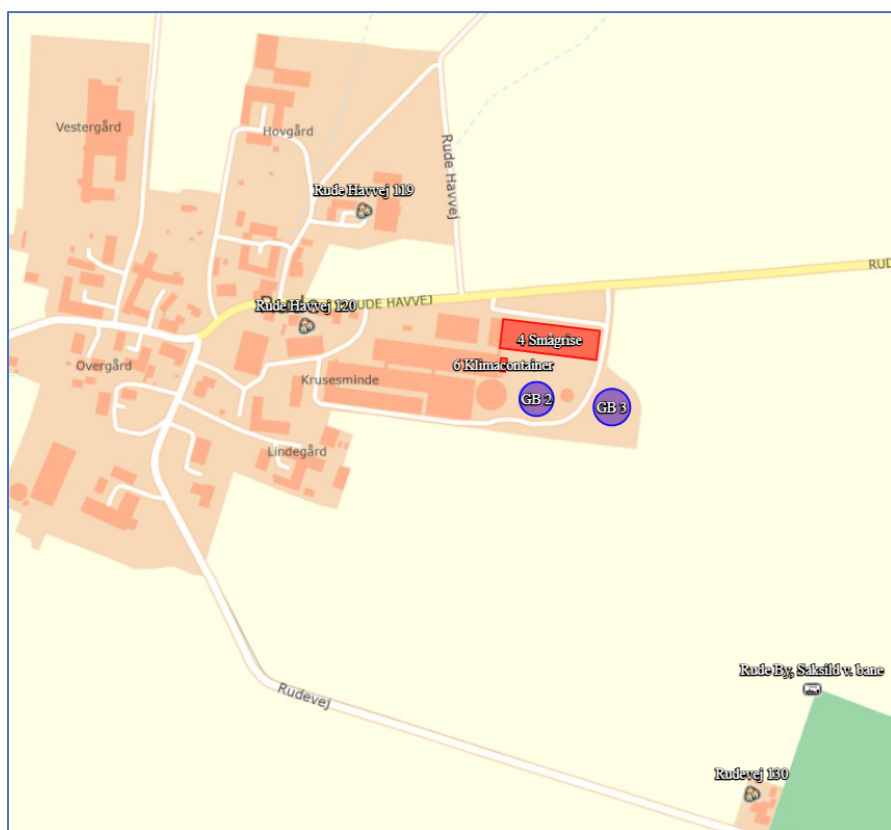 Vestergård
Hovgård
Rude Havvej
Rude Havvej 119
RUD
Rude Havvej 120
RUDE HAVVEJ
4 Smågrise
6 Klimacontainer
Overgård
Krusesminde
GB 2
GB 3
Lindegård
Rude By, Saksild v. bane
Rudevej
Rudevej 130